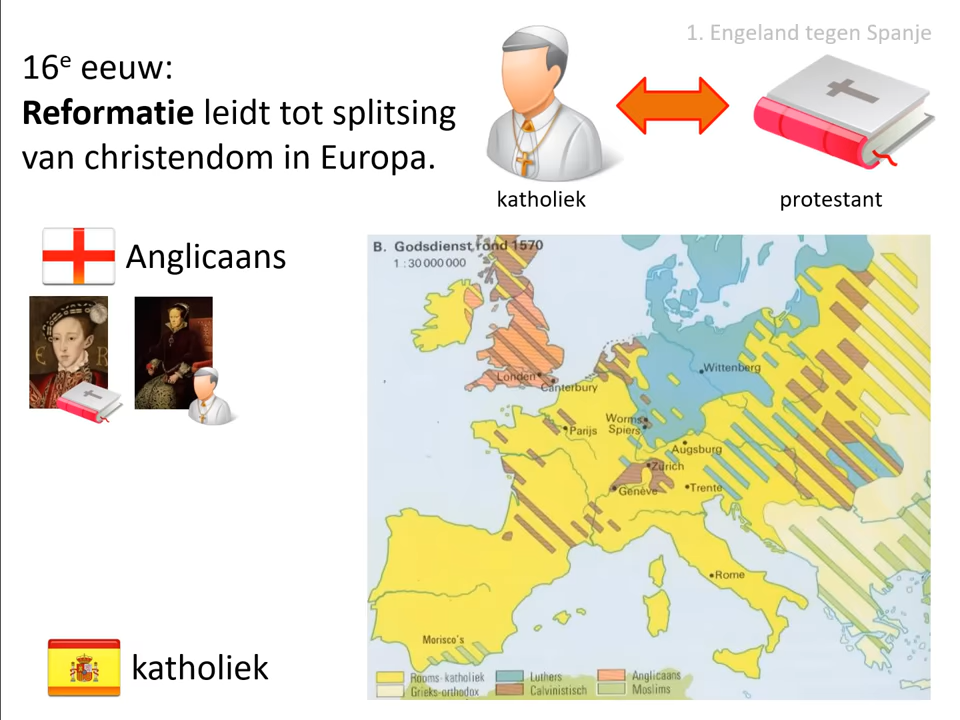 1. Engeland tegen Spanje
16e eeuw:
Reformatie leidt tot splitsing
van christendom in Europa.
katholiek
protestant
Anglicaans
E R
B. Godsdienst rond 1570
1 : 30 000 000
Londen
Canterbury
Wittenberg
Parijs
Worms
Spiers
Augsburg
Zürich
Genève
Trente
Rome
Morisco's
Rooms-katholiek
Luthers
Anglicaans
Grieks-orthodox
Calvinistisch
Moslims
katholiek